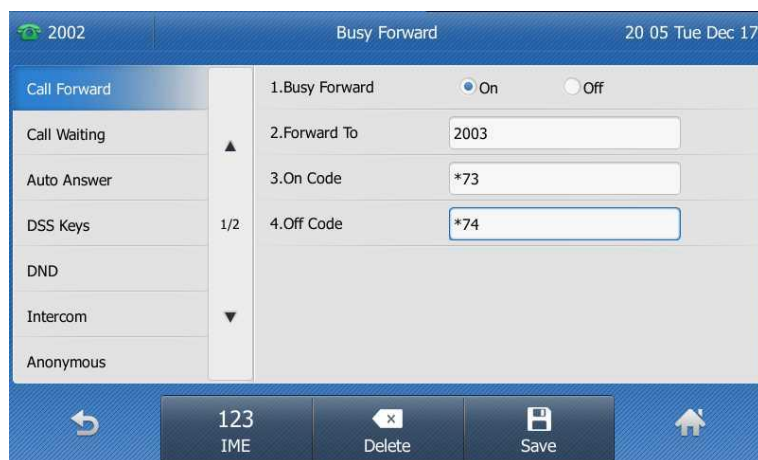 2002 Busy Forward 20 05 Tue Dec 17
Call Forward 1.Busy Forward On Off
Call Waiting 2.Forward To 2003
Auto Answer 3.On Code *73
DSS Keys 1/2 4.Off Code *74
DND
Intercom
Anonymous
123 
IME Delete Save